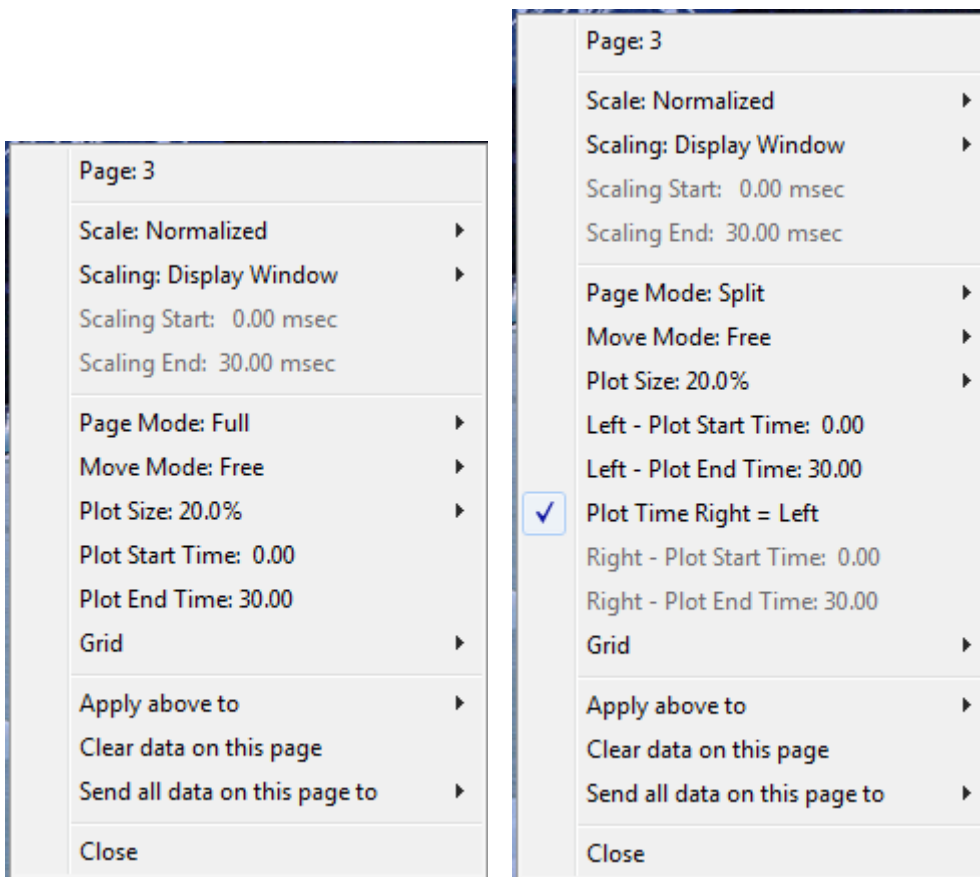 Page: 3
Scale: Normalized
Scaling: Display Window
Scaling Start:   0.00 msec
Scaling End:  30.00 msec
Page Mode: Full
Move Mode: Free
Plot Size: 20.0%
Plot Start Time:  0.00
Plot End Time: 30.00
Grid
Apply above to
Clear data on this page
Send all data on this page to
Close
Page: 3
Scale: Normalized
Scaling: Display Window
Scaling Start:   0.00 msec
Scaling End:  30.00 msec
Page Mode: Split
Move Mode: Free
Plot Size: 20.0%
Left - Plot Start Time:  0.00
Left - Plot End Time: 30.00
Plot Time Right = Left
Right - Plot Start Time:  0.00
Right - Plot End Time: 30.00
Grid
Apply above to
Clear data on this page
Send all data on this page to
Close